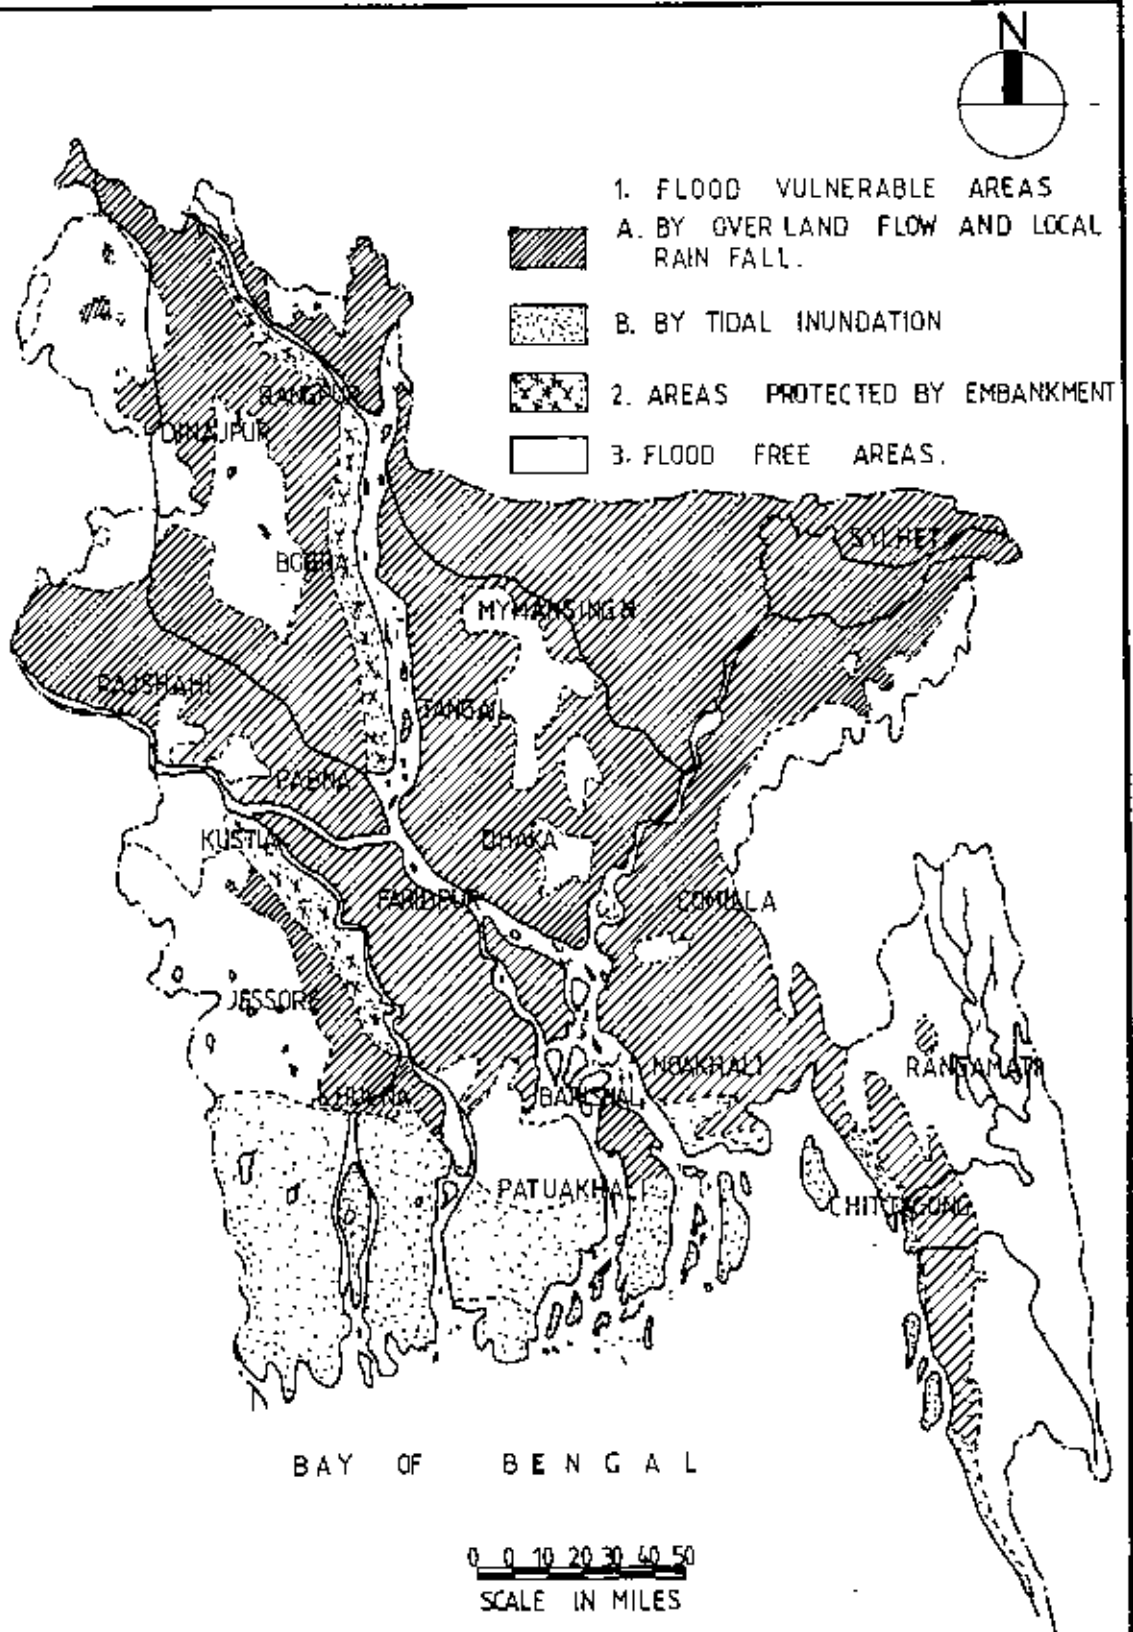 N
1. FLOOD VULNERABLE AREAS
A. BY OVER LAND FLOW AND LOCAL
RAIN FALL.
B. BY TIDAL INUNDATION
2. AREAS PROTECTED BY EMBANKMENT
3. FLOOD FREE AREAS.
RANGPUR
DINAJPUR
SYLHET
BOGRA
MYMANSINGH
RAJSHAHI
TANGAIL
PABNA
KUSTIA
DHAKA
FARIDPUR
COMILLA
JESSORE
NOAKHALI
RANGAMATI
KHULNA
BARISHAL
PATUAKHALI
CHITTAGONG
BAY OF BENGAL
0 0 10 20 30 40 50
SCALE IN MILES